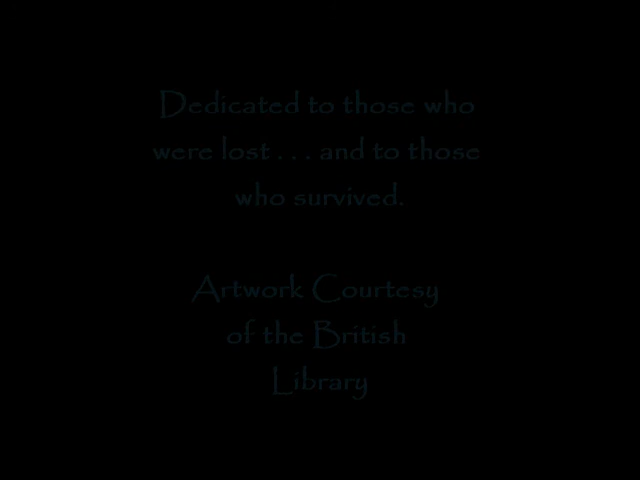 Dedicated to those who
were lost . . . and to those
who survived.
Artwork Courtesy
of the British
Library